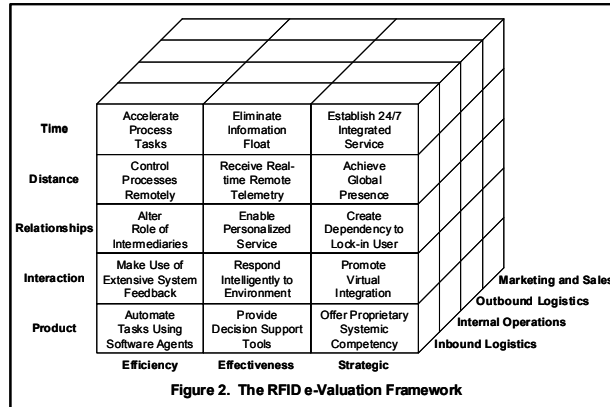 Time
Accelerate
Process
Tasks
Eliminate
Information
Float
Establish 24/7
Integrated
Service
Distance
Control
Processes
Remotely
Receive Real-
time Remote
Telemetry
Achieve
Global
Presence
Relationships
Alter
Role of
Intermediaries
Enable
Personalized
Service
Create
Dependency to
Lock-in User
Interaction
Make Use of
Extensive System
Feedback
Respond
Intelligently to
Environment
Promote
Virtual
Integration
Product
Automate
Tasks Using
Software Agents
Provide
Decision Support
Tools
Offer Proprietary
Systemic
Competency
Marketing and Sales
Outbound Logistics
Internal Operations
Inbound Logistics
Efficiency
Effectiveness
Strategic
Figure 2. The RFID e-Valuation Framework